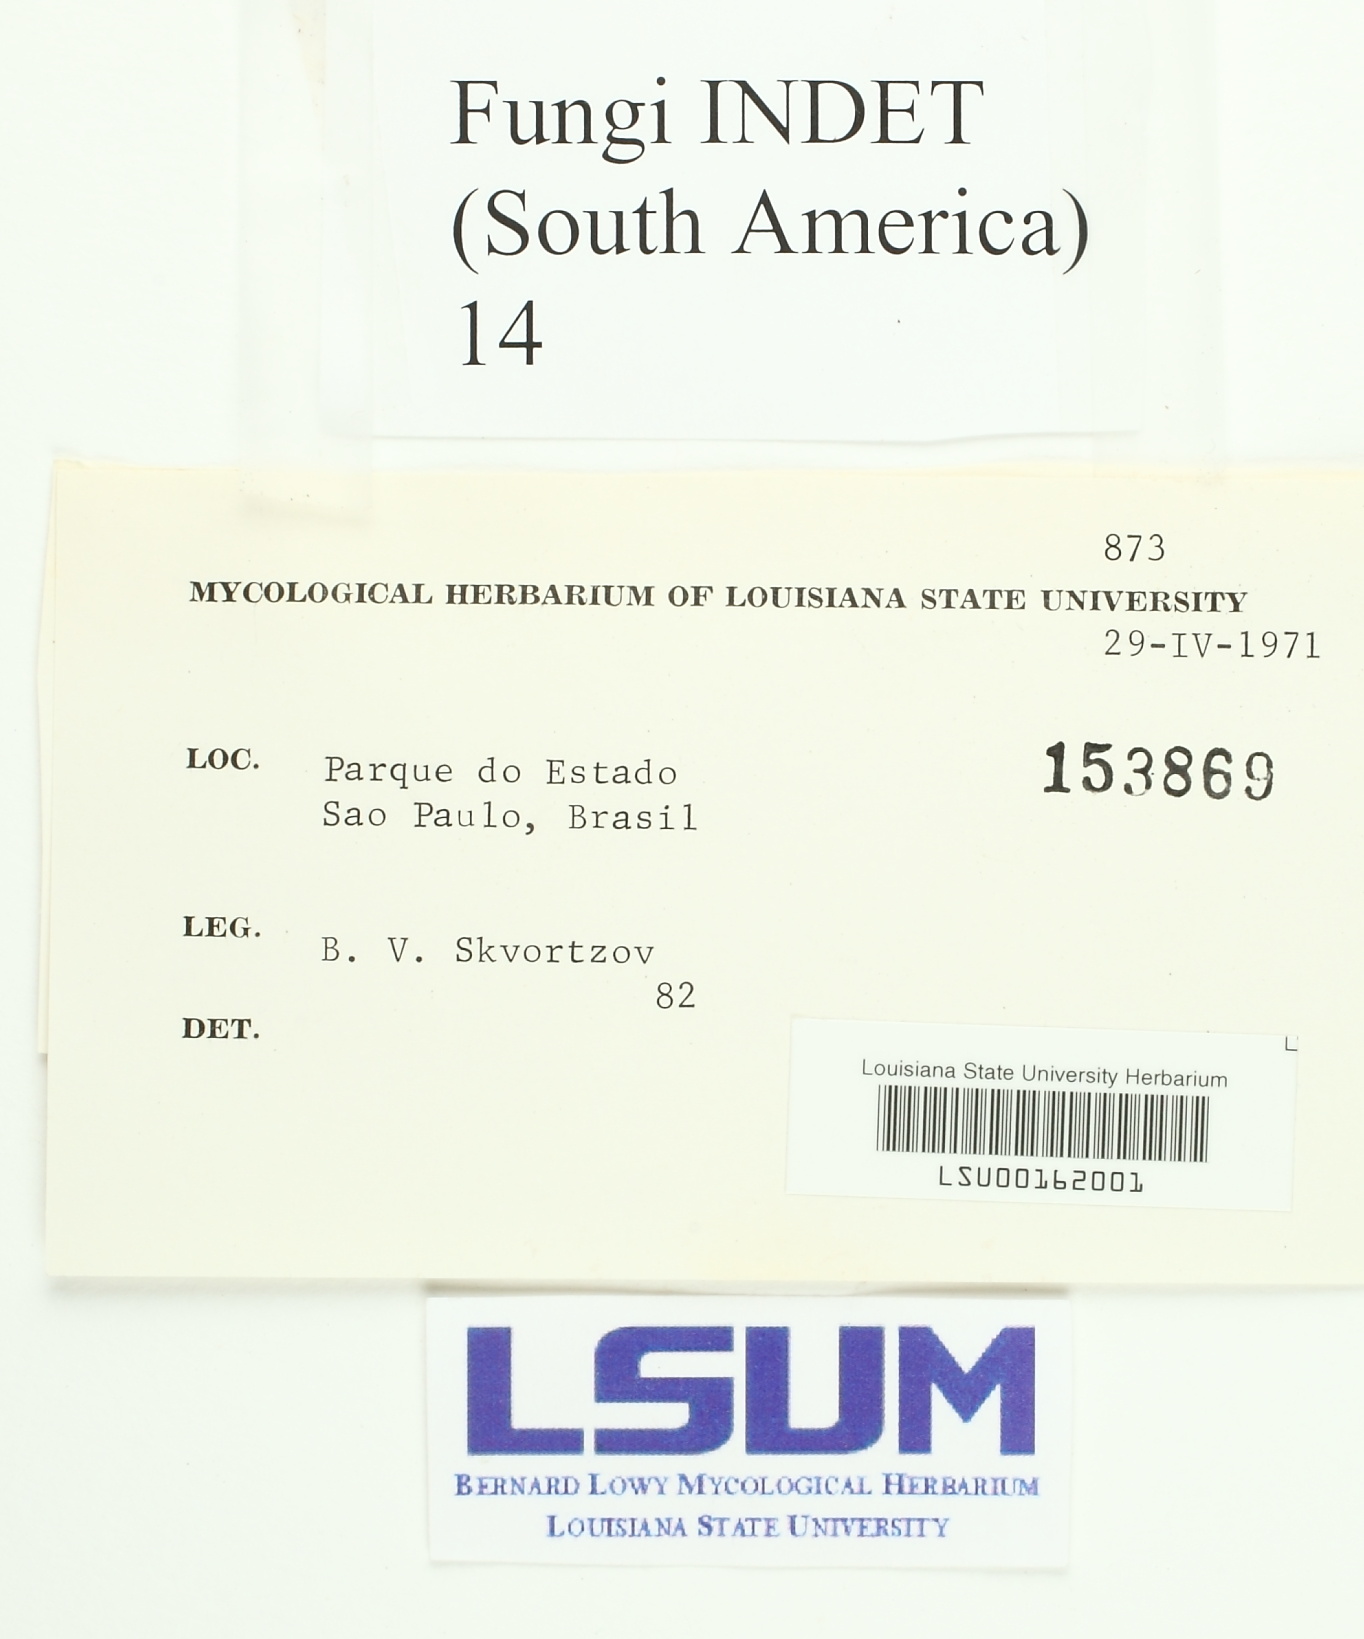 Fungi INDET
(South America)
14
873
MYCOLOGICAL HERBARIUM OF LOUISIANA STATE UNIVERSITY
29-IV-1971
LOC. Parque do Estado
Sao Paulo, Brasil
153869
LEG. B. V. Skvortzov
82
DET.
L
Louisiana State University Herbarium
LSU00162001
LSUM
BERNARD LOWY MYCOLOGICAL HERBARIUM
LOUISIANA STATE UNIVERSITY